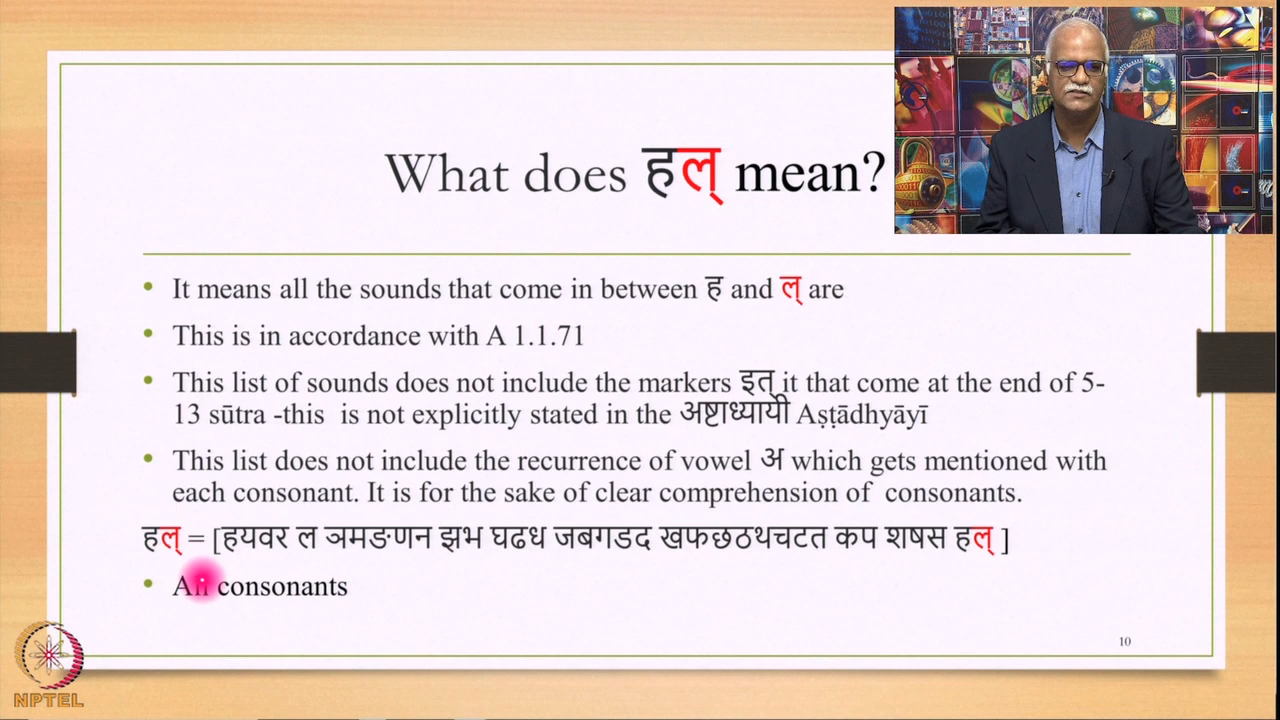 What does हल् mean?
It means all the sounds that come in between ह and ल् are
This is in accordance with A 1.1.71
This list of sounds does not include the markers इत् it that come at the end of 5-
13 sūtra -this is not explicitly stated in the अष्टाध्यायी Aṣṭādhyāyī
This list does not include the recurrence of vowel अ which gets mentioned with
each consonant. It is for the sake of clear comprehension of consonants.
हल् = [हयवर ल ञमङणन झभ घढध जबगडद खफछठथचटत कप शषस हल् ]
consonants
10
NPTEL